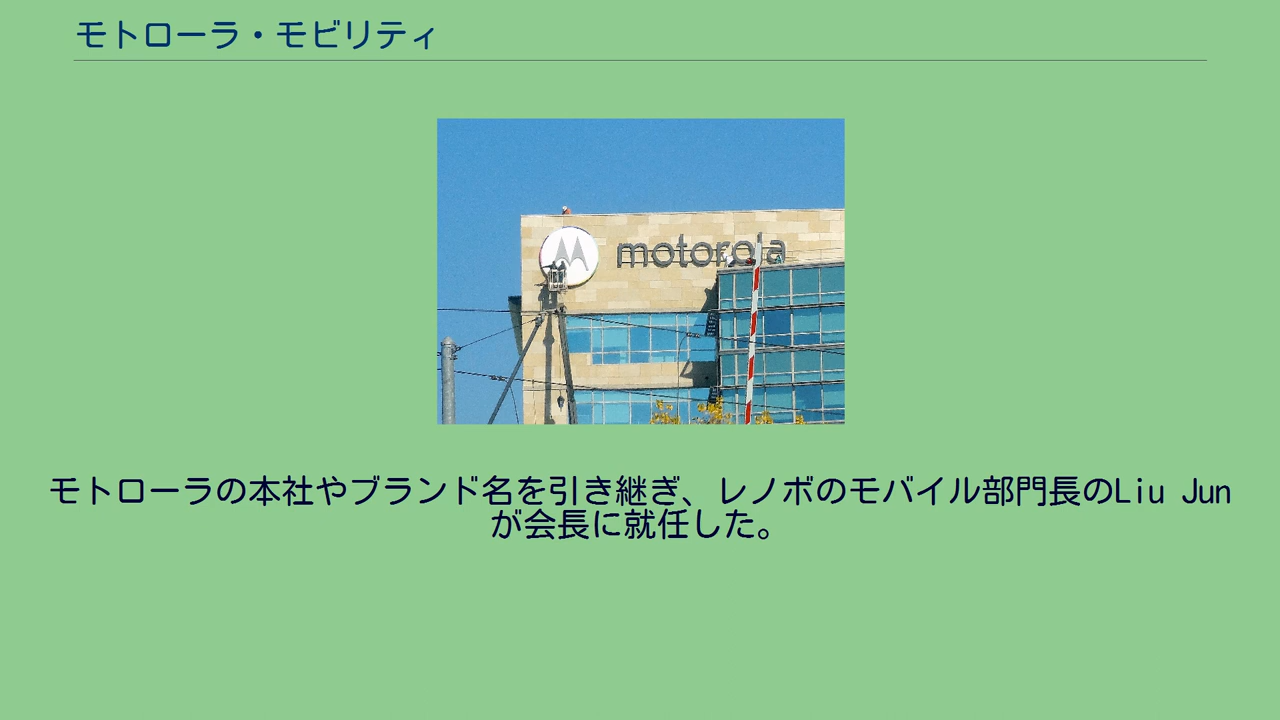 モトローラ・モビリティ
motorola
モトローラの本社やブランド名を引き継ぎ、レノボのモバイル部門長のLiu Jun
が会長に就任した。